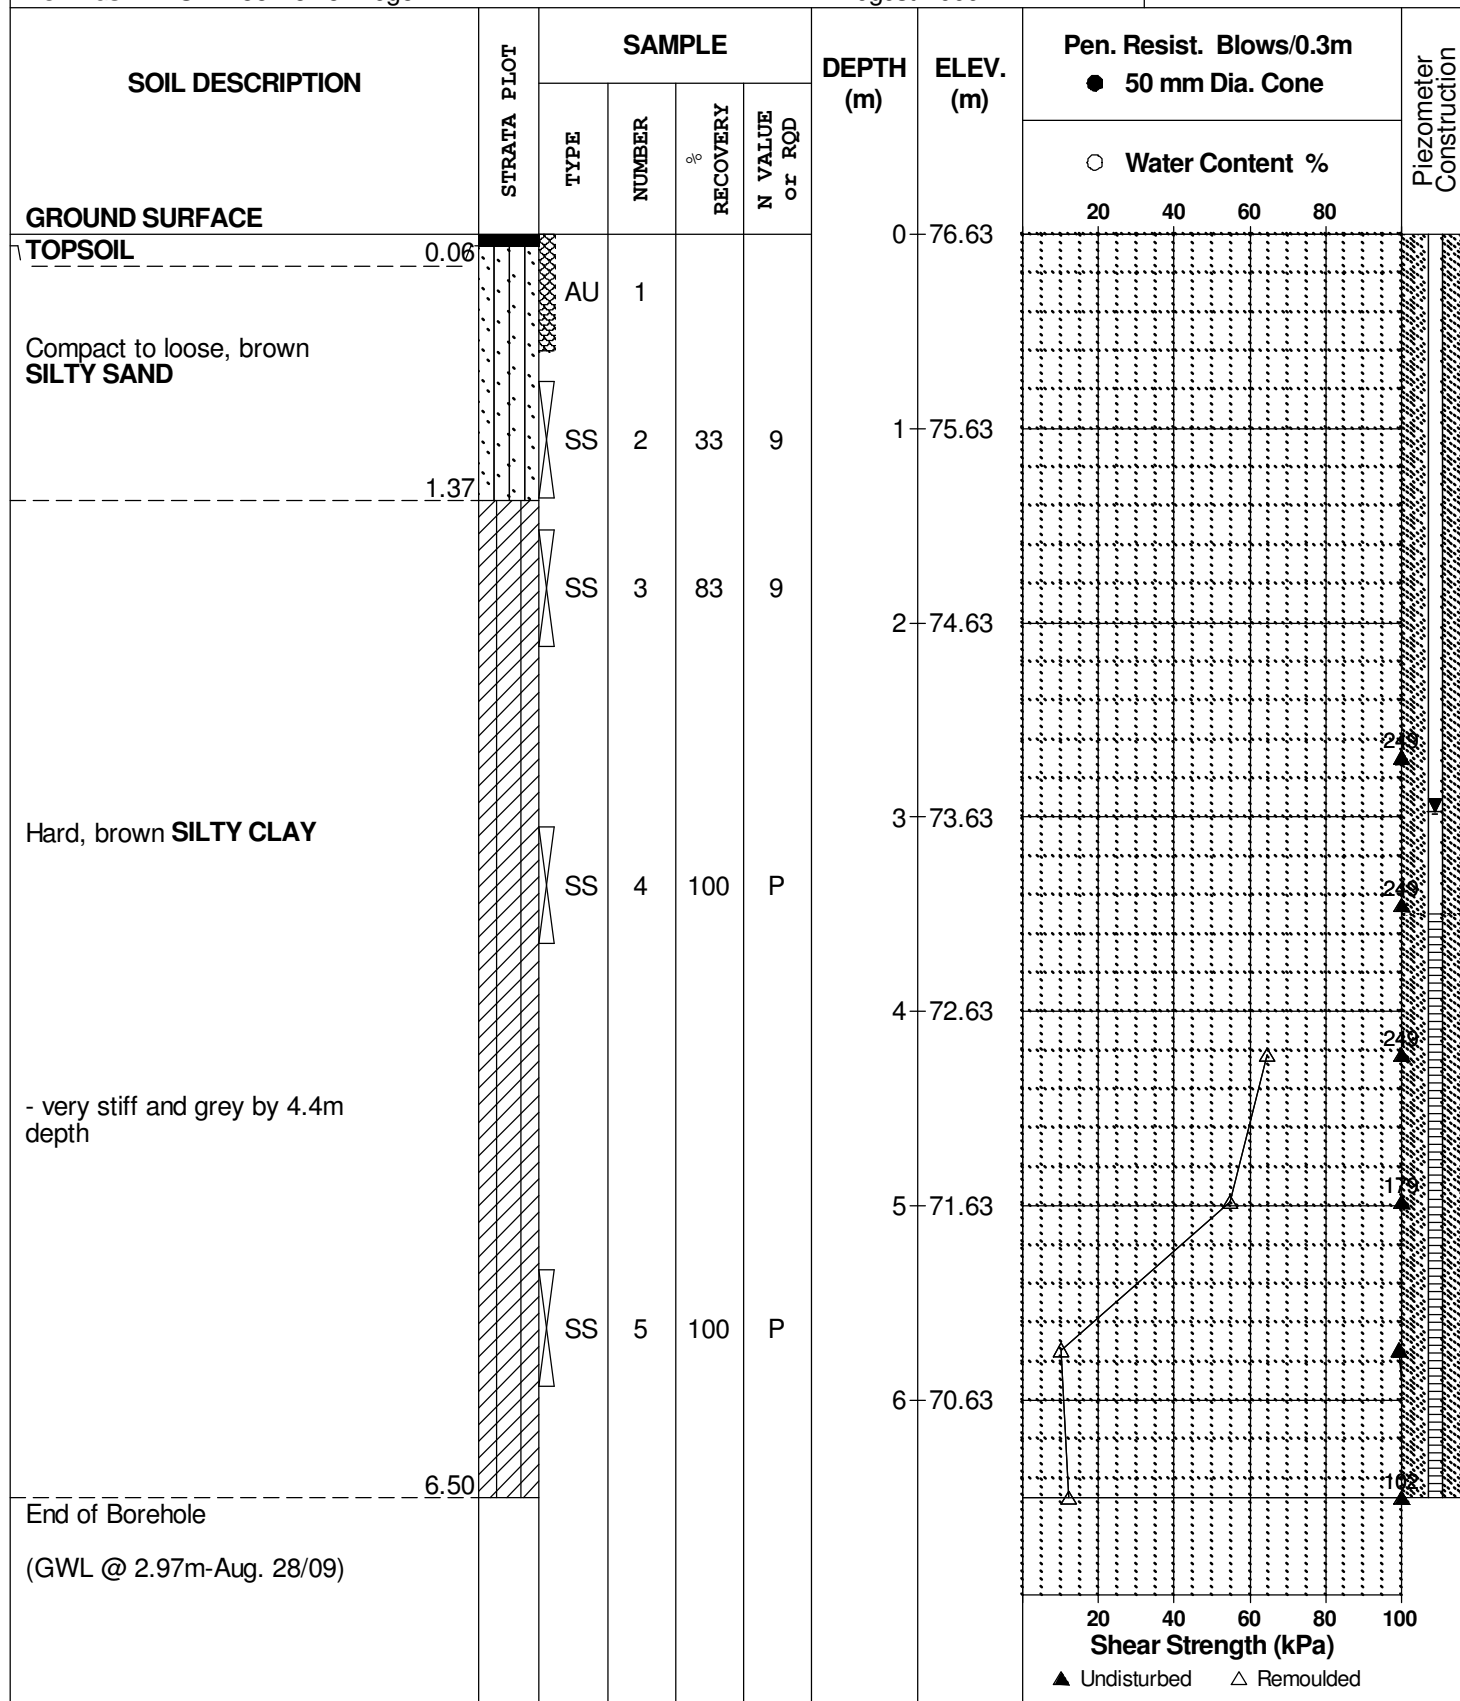 SOIL DESCRIPTION
STRATA PLOT
SAMPLE
TYPE
NUMBER
% RECOVERY
N VALUE or RQD
DEPTH (m)
ELEV. (m)
Pen. Resist. Blows/0.3m
● 50 mm Dia. Cone
○ Water Content %
Piezometer Construction
20 40 60 80
GROUND SURFACE
0 76.63
TOPSOIL 0.06
AU 1
Compact to loose, brown
SILTY SAND
SS 2 33 9
1 75.63
1.37
SS 3 83 9
2 74.63
249
3 73.63
Hard, brown SILTY CLAY
SS 4 100 P
249
4 72.63
249
- very stiff and grey by 4.4m
depth
179
5 71.63
SS 5 100 P
6 70.63
6.50
102
End of Borehole
(GWL @ 2.97m-Aug. 28/09)
20 40 60 80 100
Shear Strength (kPa)
▲ Undisturbed △ Remoulded